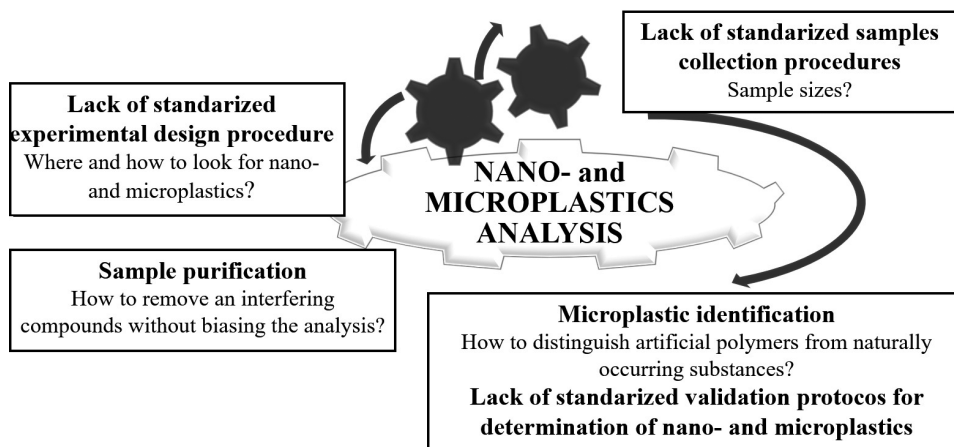 Lack of standarized samples
collection procedures
Sample sizes?
Lack of standarized
experimental design procedure
Where and how to look for nano-
and microplastics?
NANO- and
MICROPLASTICS
ANALYSIS
Sample purification
How to remove an interfering
compounds without biasing the analysis?
Microplastic identification
How to distinguish artificial polymers from naturally
occurring substances?
Lack of standarized validation protocos for
determination of nano- and microplastics